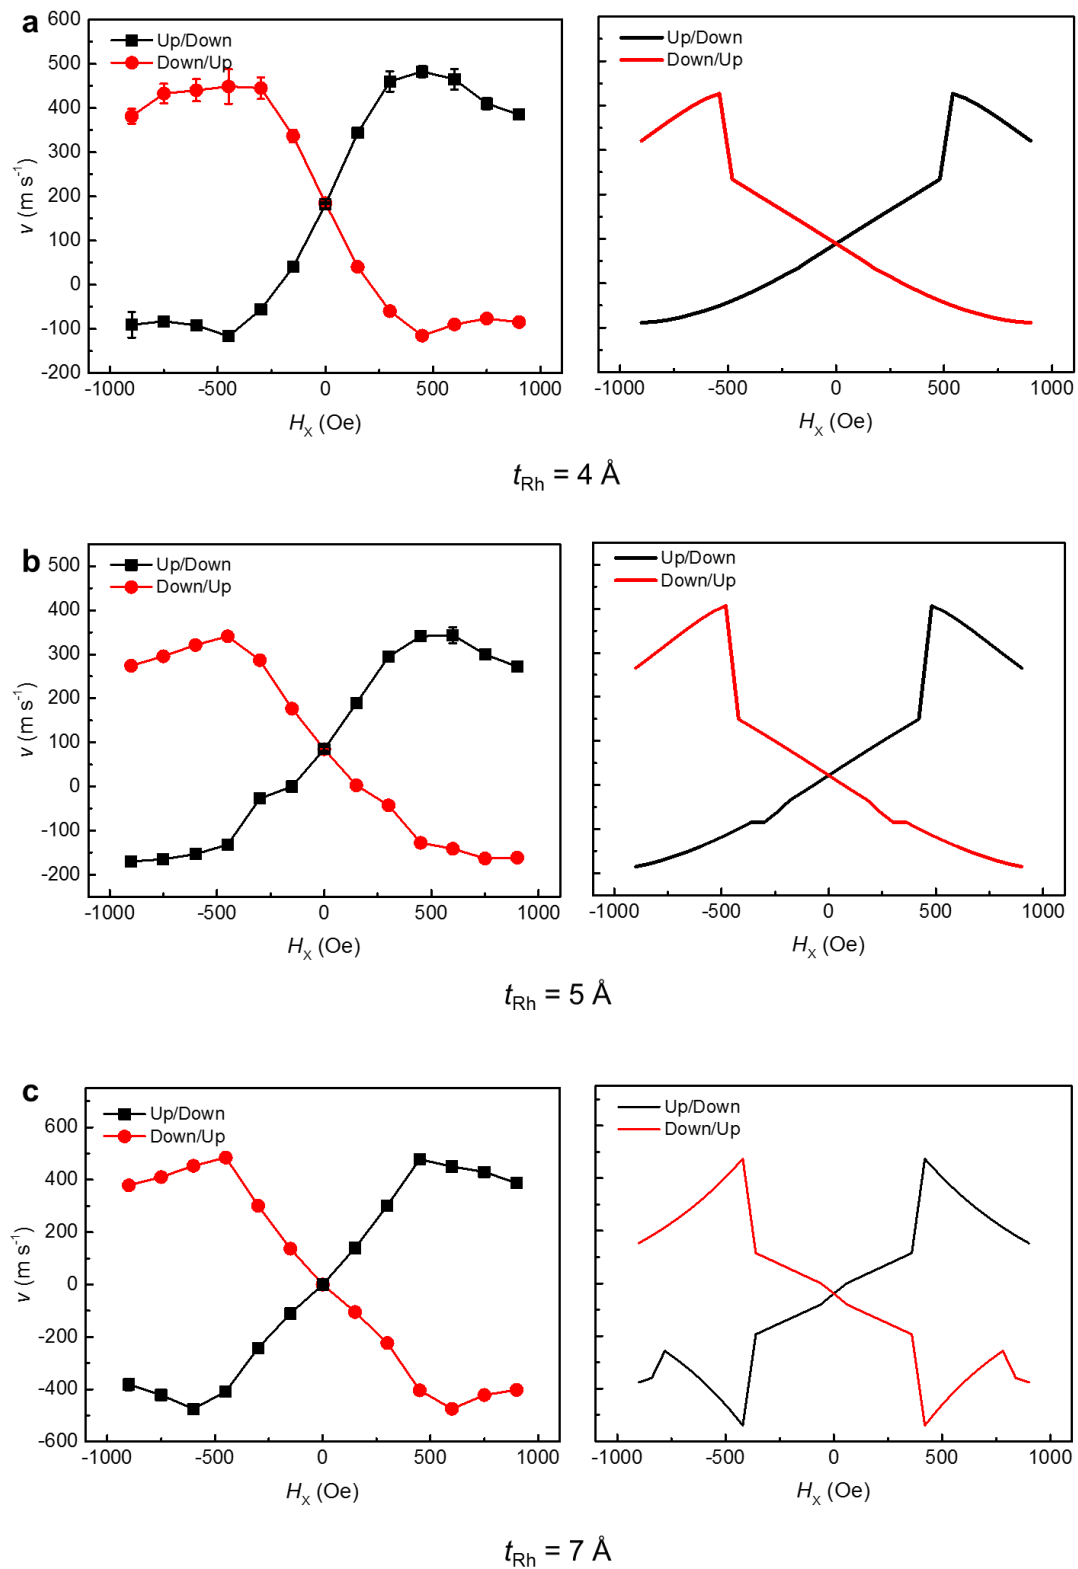 a
600
500
400
300
200
100
0
-100
-200
v (m s⁻¹)
Up/Down
Down/Up
-1000 -500 0 500 1000
Hₓ (Oe)
Up/Down
Down/Up
-1000 -500 0 500 1000
Hₓ (Oe)
t_Rh = 4 Å
b
500
400
300
200
100
0
-100
-200
v (m s⁻¹)
Up/Down
Down/Up
-1000 -500 0 500 1000
Hₓ (Oe)
Up/Down
Down/Up
-1000 -500 0 500 1000
Hₓ (Oe)
t_Rh = 5 Å
c
600
400
200
0
-200
-400
-600
v (m s⁻¹)
Up/Down
Down/Up
-1000 -500 0 500 1000
Hₓ (Oe)
Up/Down
Down/Up
-1000 -500 0 500 1000
Hₓ (Oe)
t_Rh = 7 Å